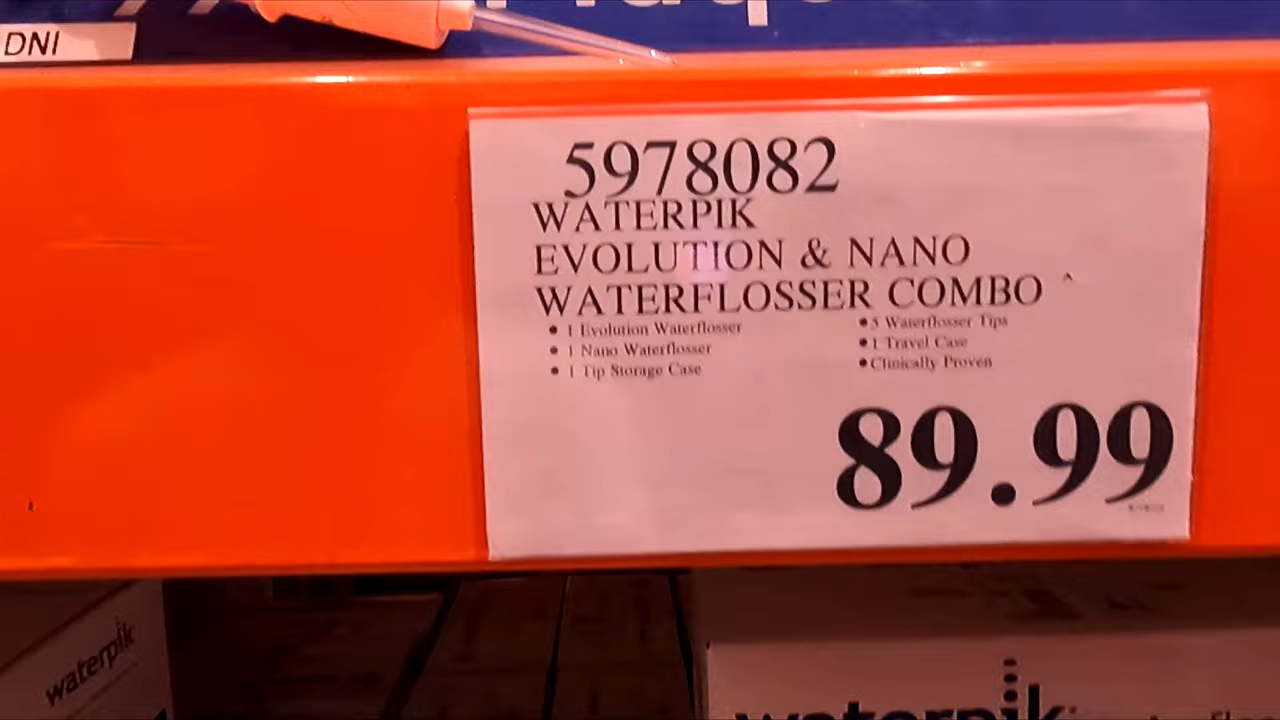 DNI
5978082
WATERPIK
EVOLUTION & NANO
WATERFLOSSER COMBO ^
• 1 Evolution Waterflosser
• 1 Nano Waterflosser
• 1 Tip Storage Case
• 5 Waterflosser Tips
• 1 Travel Case
• Clinically Proven
89.99
waterpik
waterpik